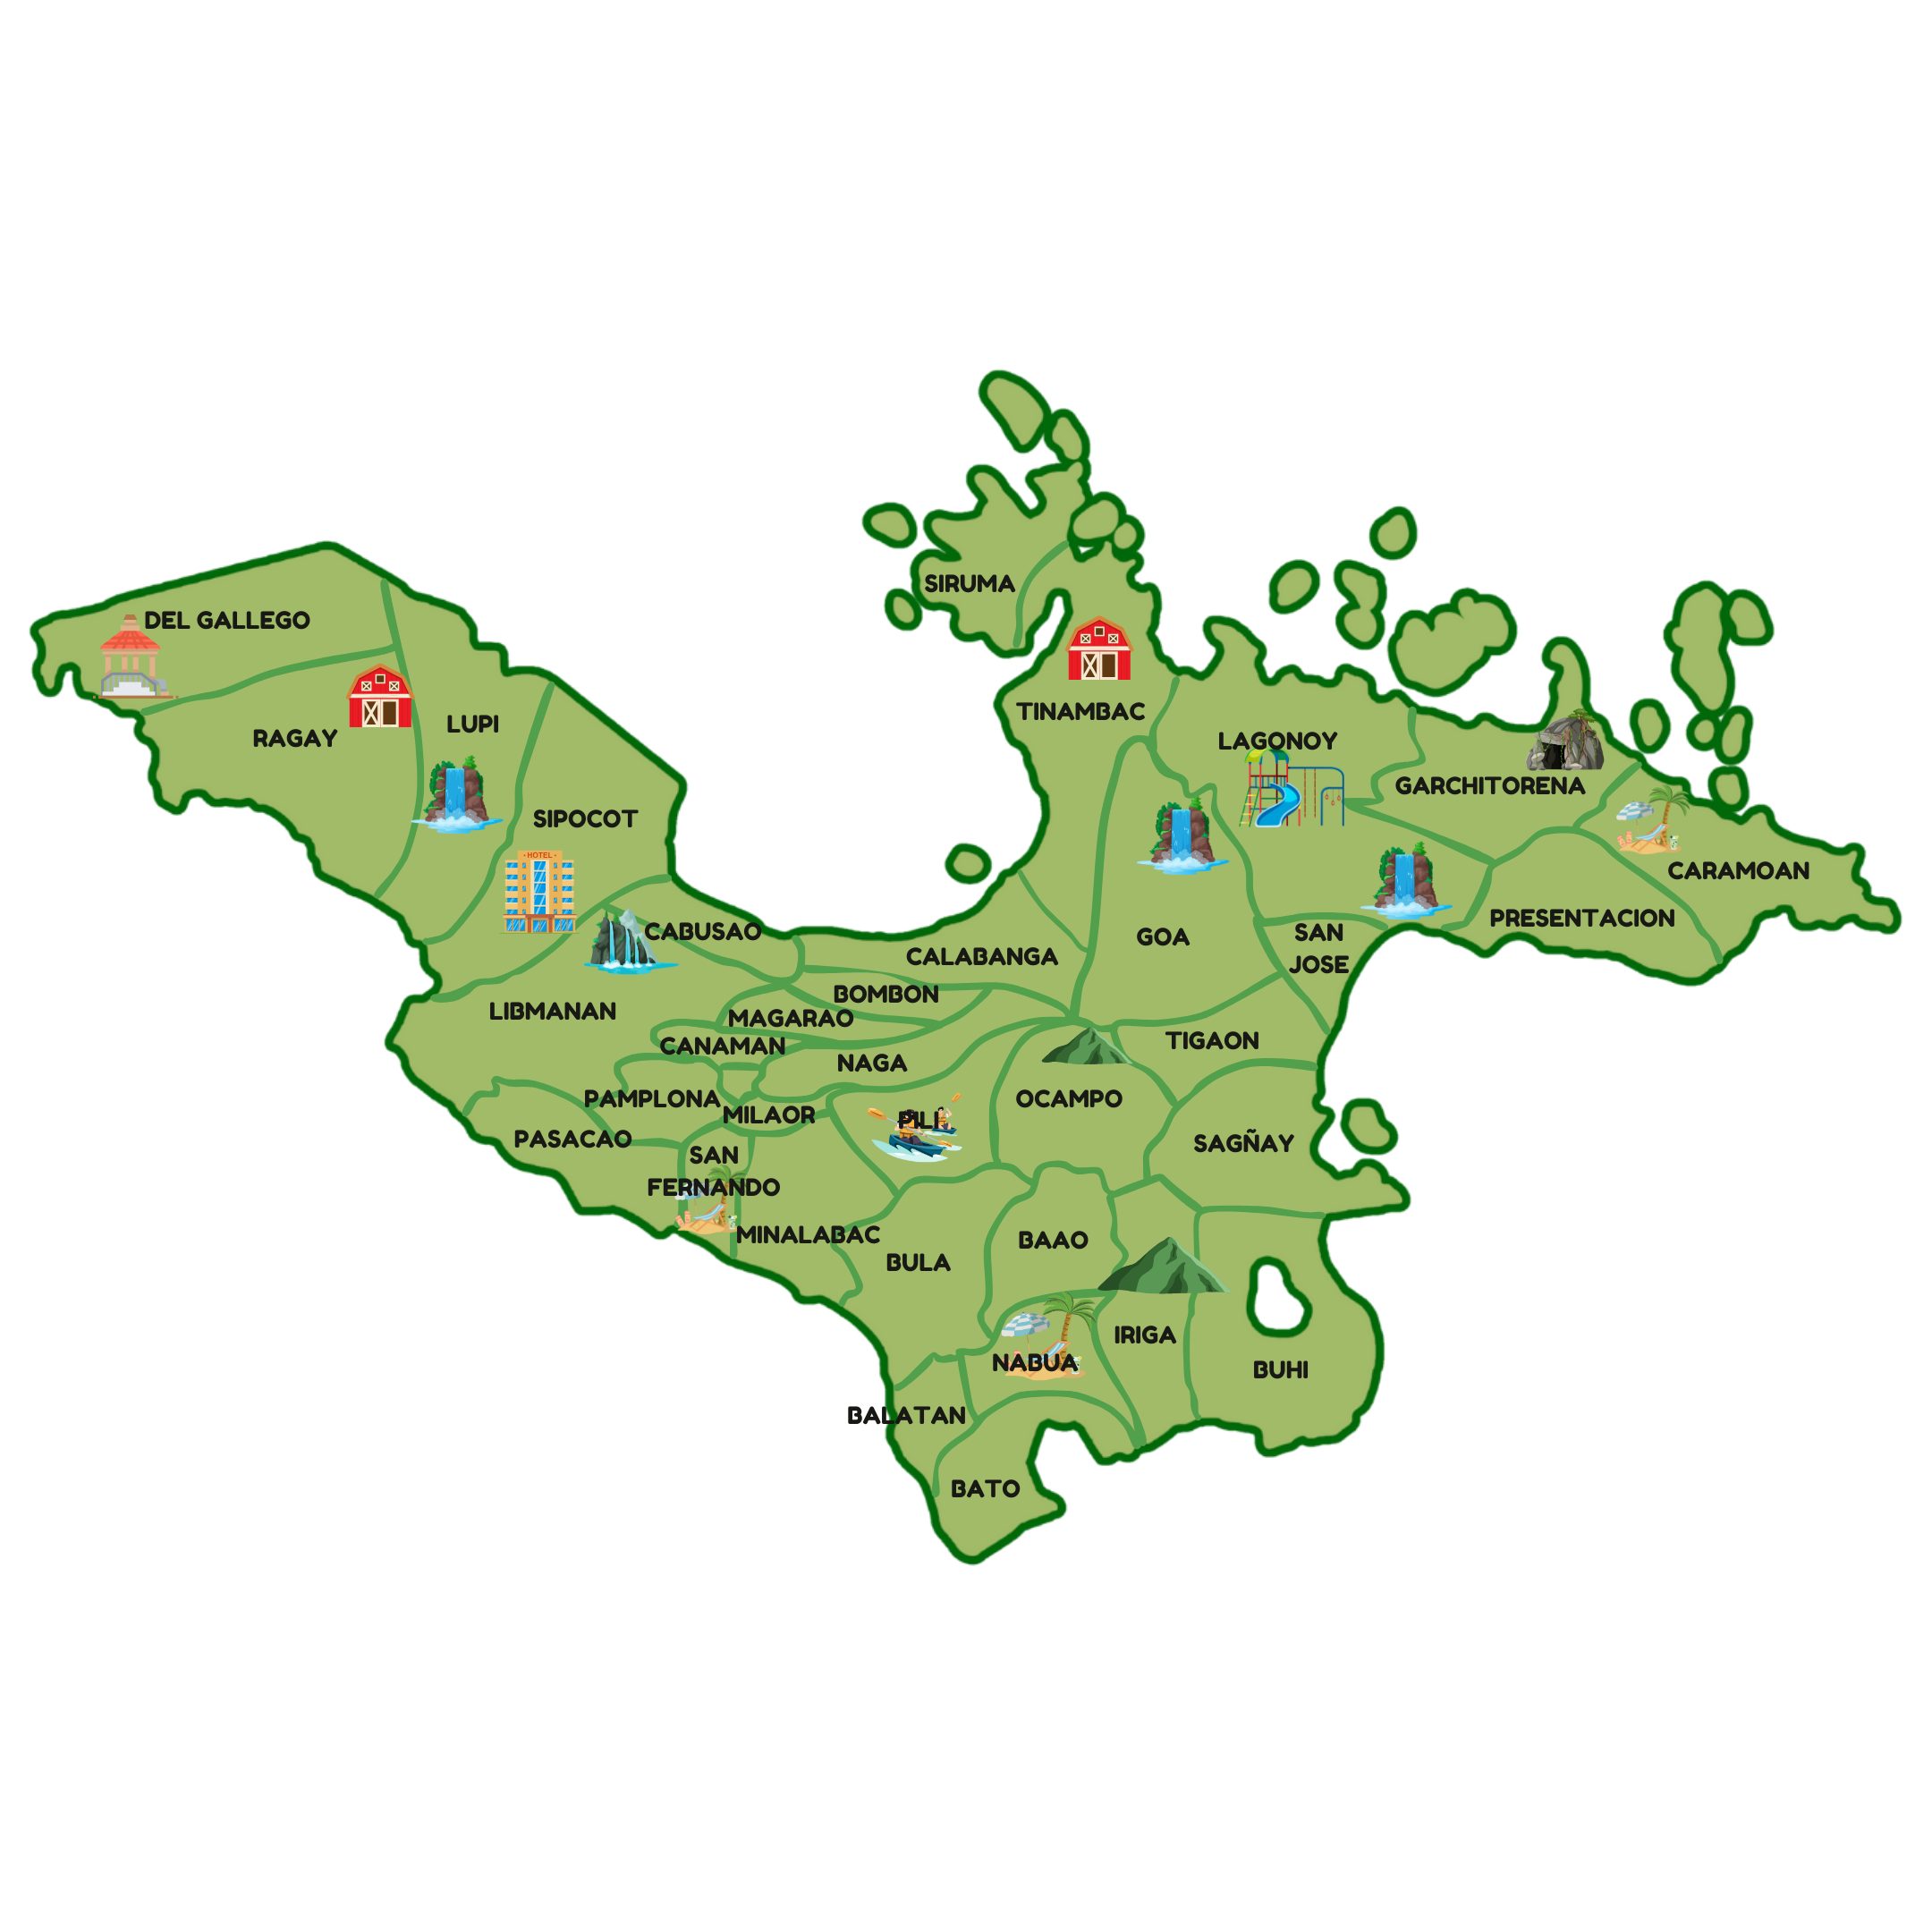 SIRUMA
DEL GALLEGO
TINAMBAC
LUPI
RAGAY
LAGONOY
GARCHITORENA
SIPOCOT
HOTEL
CARAMOAN
PRESENTACION
CABUSAO
GOA
SAN
JOSE
CALABANGA
BOMBON
LIBMANAN
MAGARAO
CANAMAN
TIGAON
NAGA
PAMPLONA
OCAMPO
MILAOR
PILI
PASACAO
SAGÑAY
SAN
FERNANDO
MINALABAC
BAAO
BULA
IRIGA
NABUA
BUHI
BALATAN
BATO